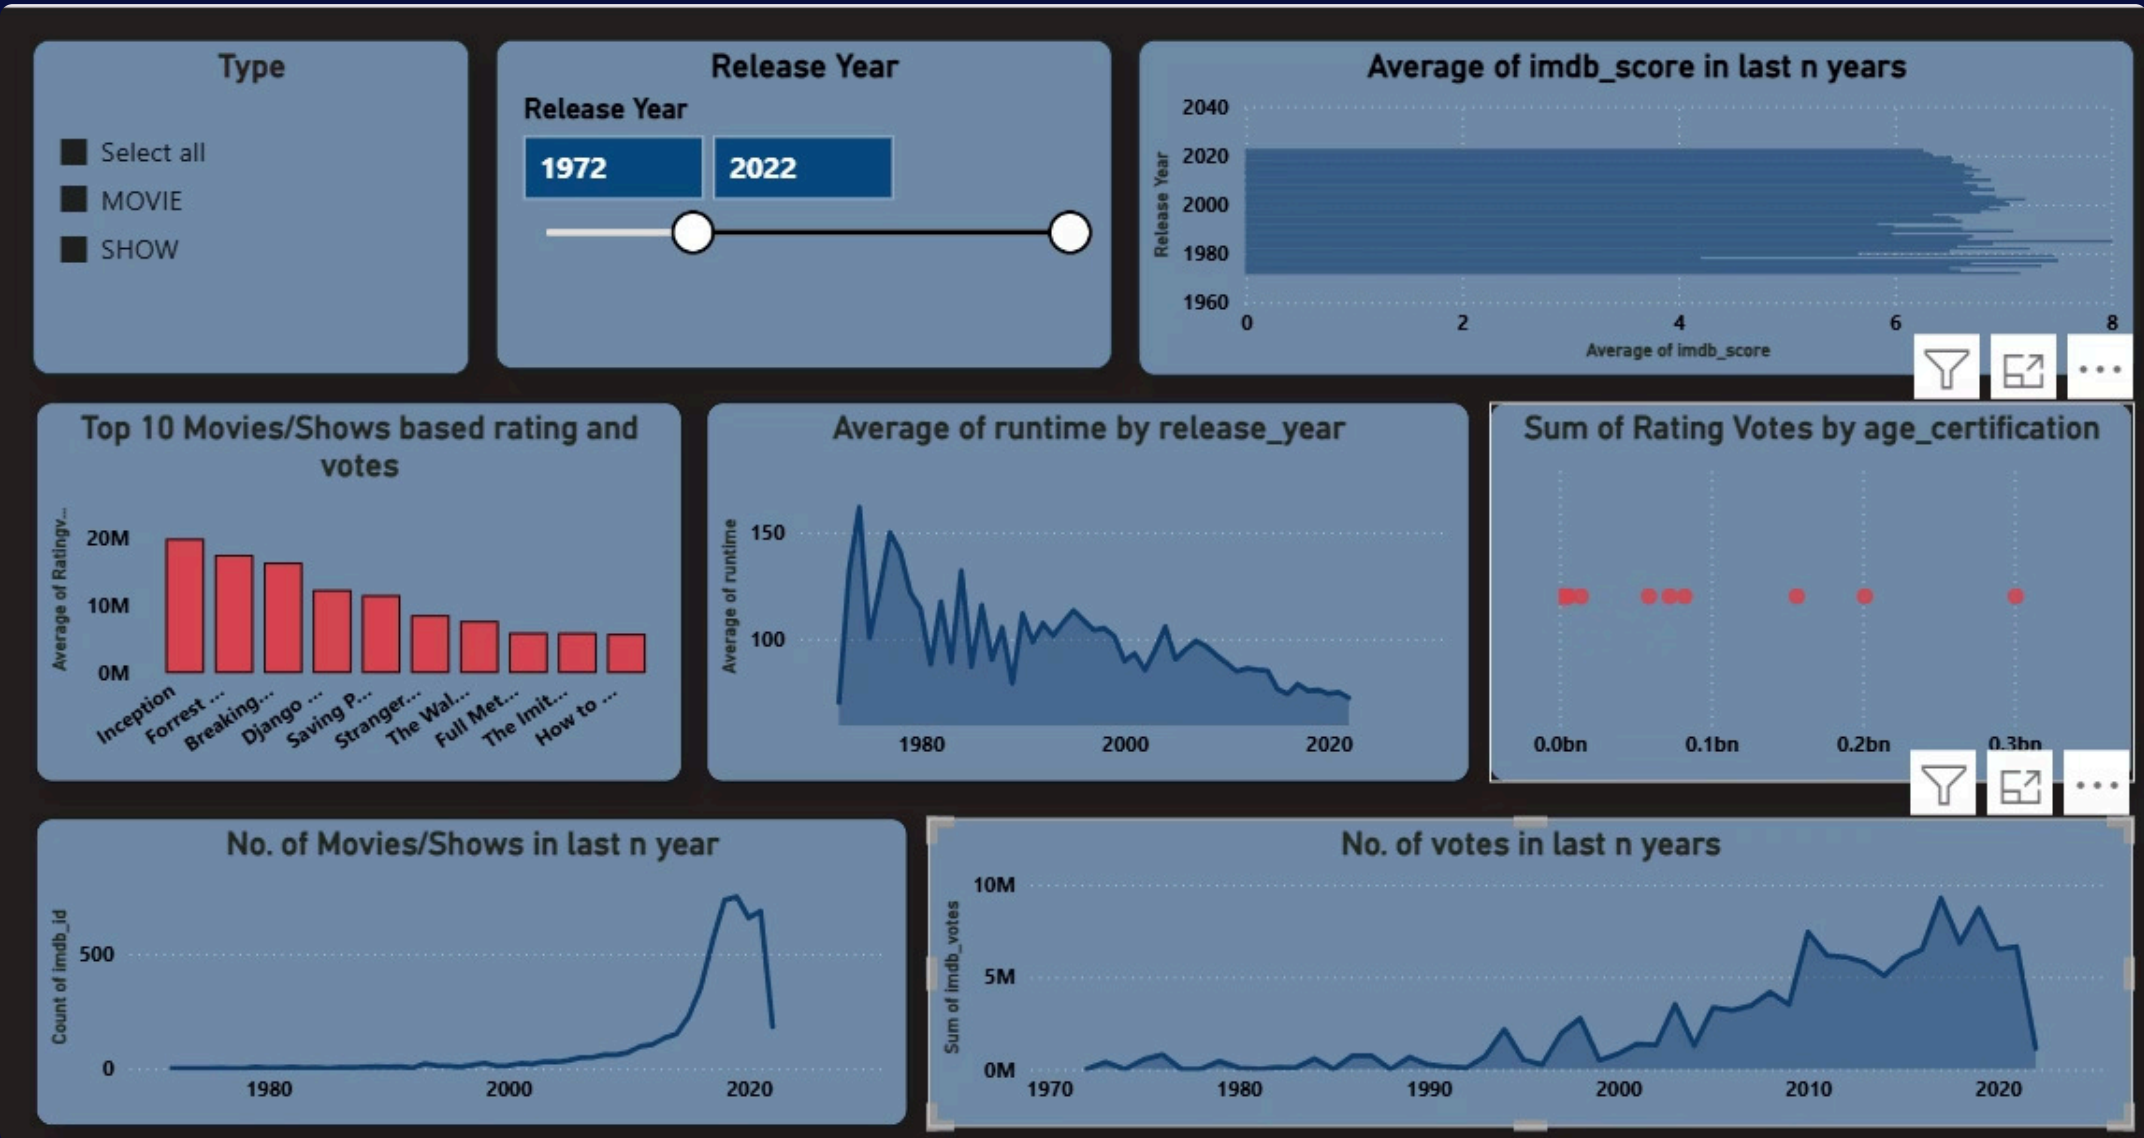 Type
Select all
MOVIE
SHOW
Release Year
Release Year
1972 2022
Average of imdb_score in last n years
Release Year
2040
2020
2000
1980
1960
0 2 4 6 8
Average of imdb_score
Top 10 Movies/Shows based rating and
votes
Average of Ratingv...
20M
10M
0M
Inception
Forrest ...
Breaking...
Django ...
Saving P...
Stranger...
The Wal...
Full Met...
The Imit...
How to ...
Average of runtime by release_year
Average of runtime
150
100
1980 2000 2020
Sum of Rating Votes by age_certification
0.0bn 0.1bn 0.2bn 0.3bn
No. of Movies/Shows in last n year
Count of imdb_id
500
0
1980 2000 2020
No. of votes in last n years
Sum of imdb_votes
10M
5M
0M
1970 1980 1990 2000 2010 2020